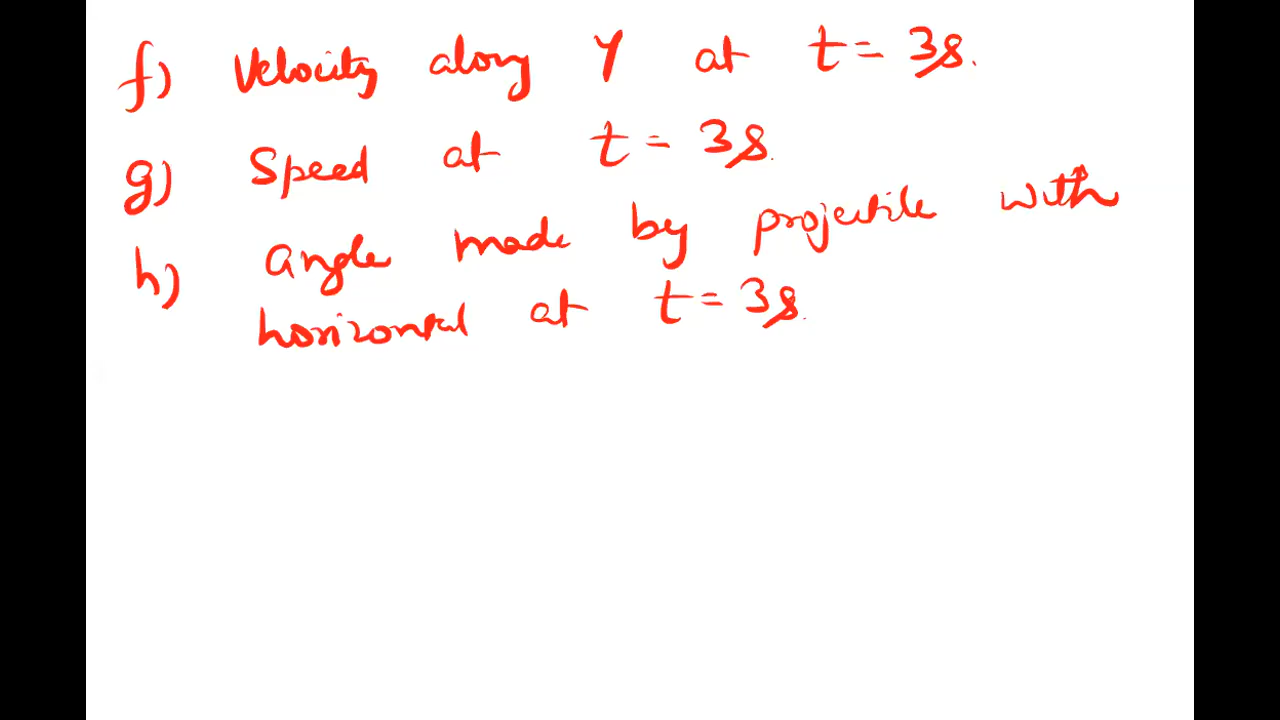 f) Velocity along Y at t = 3s.
g) Speed at t = 3s.
h) Angle made by projectile with
horizontal at t = 3s.